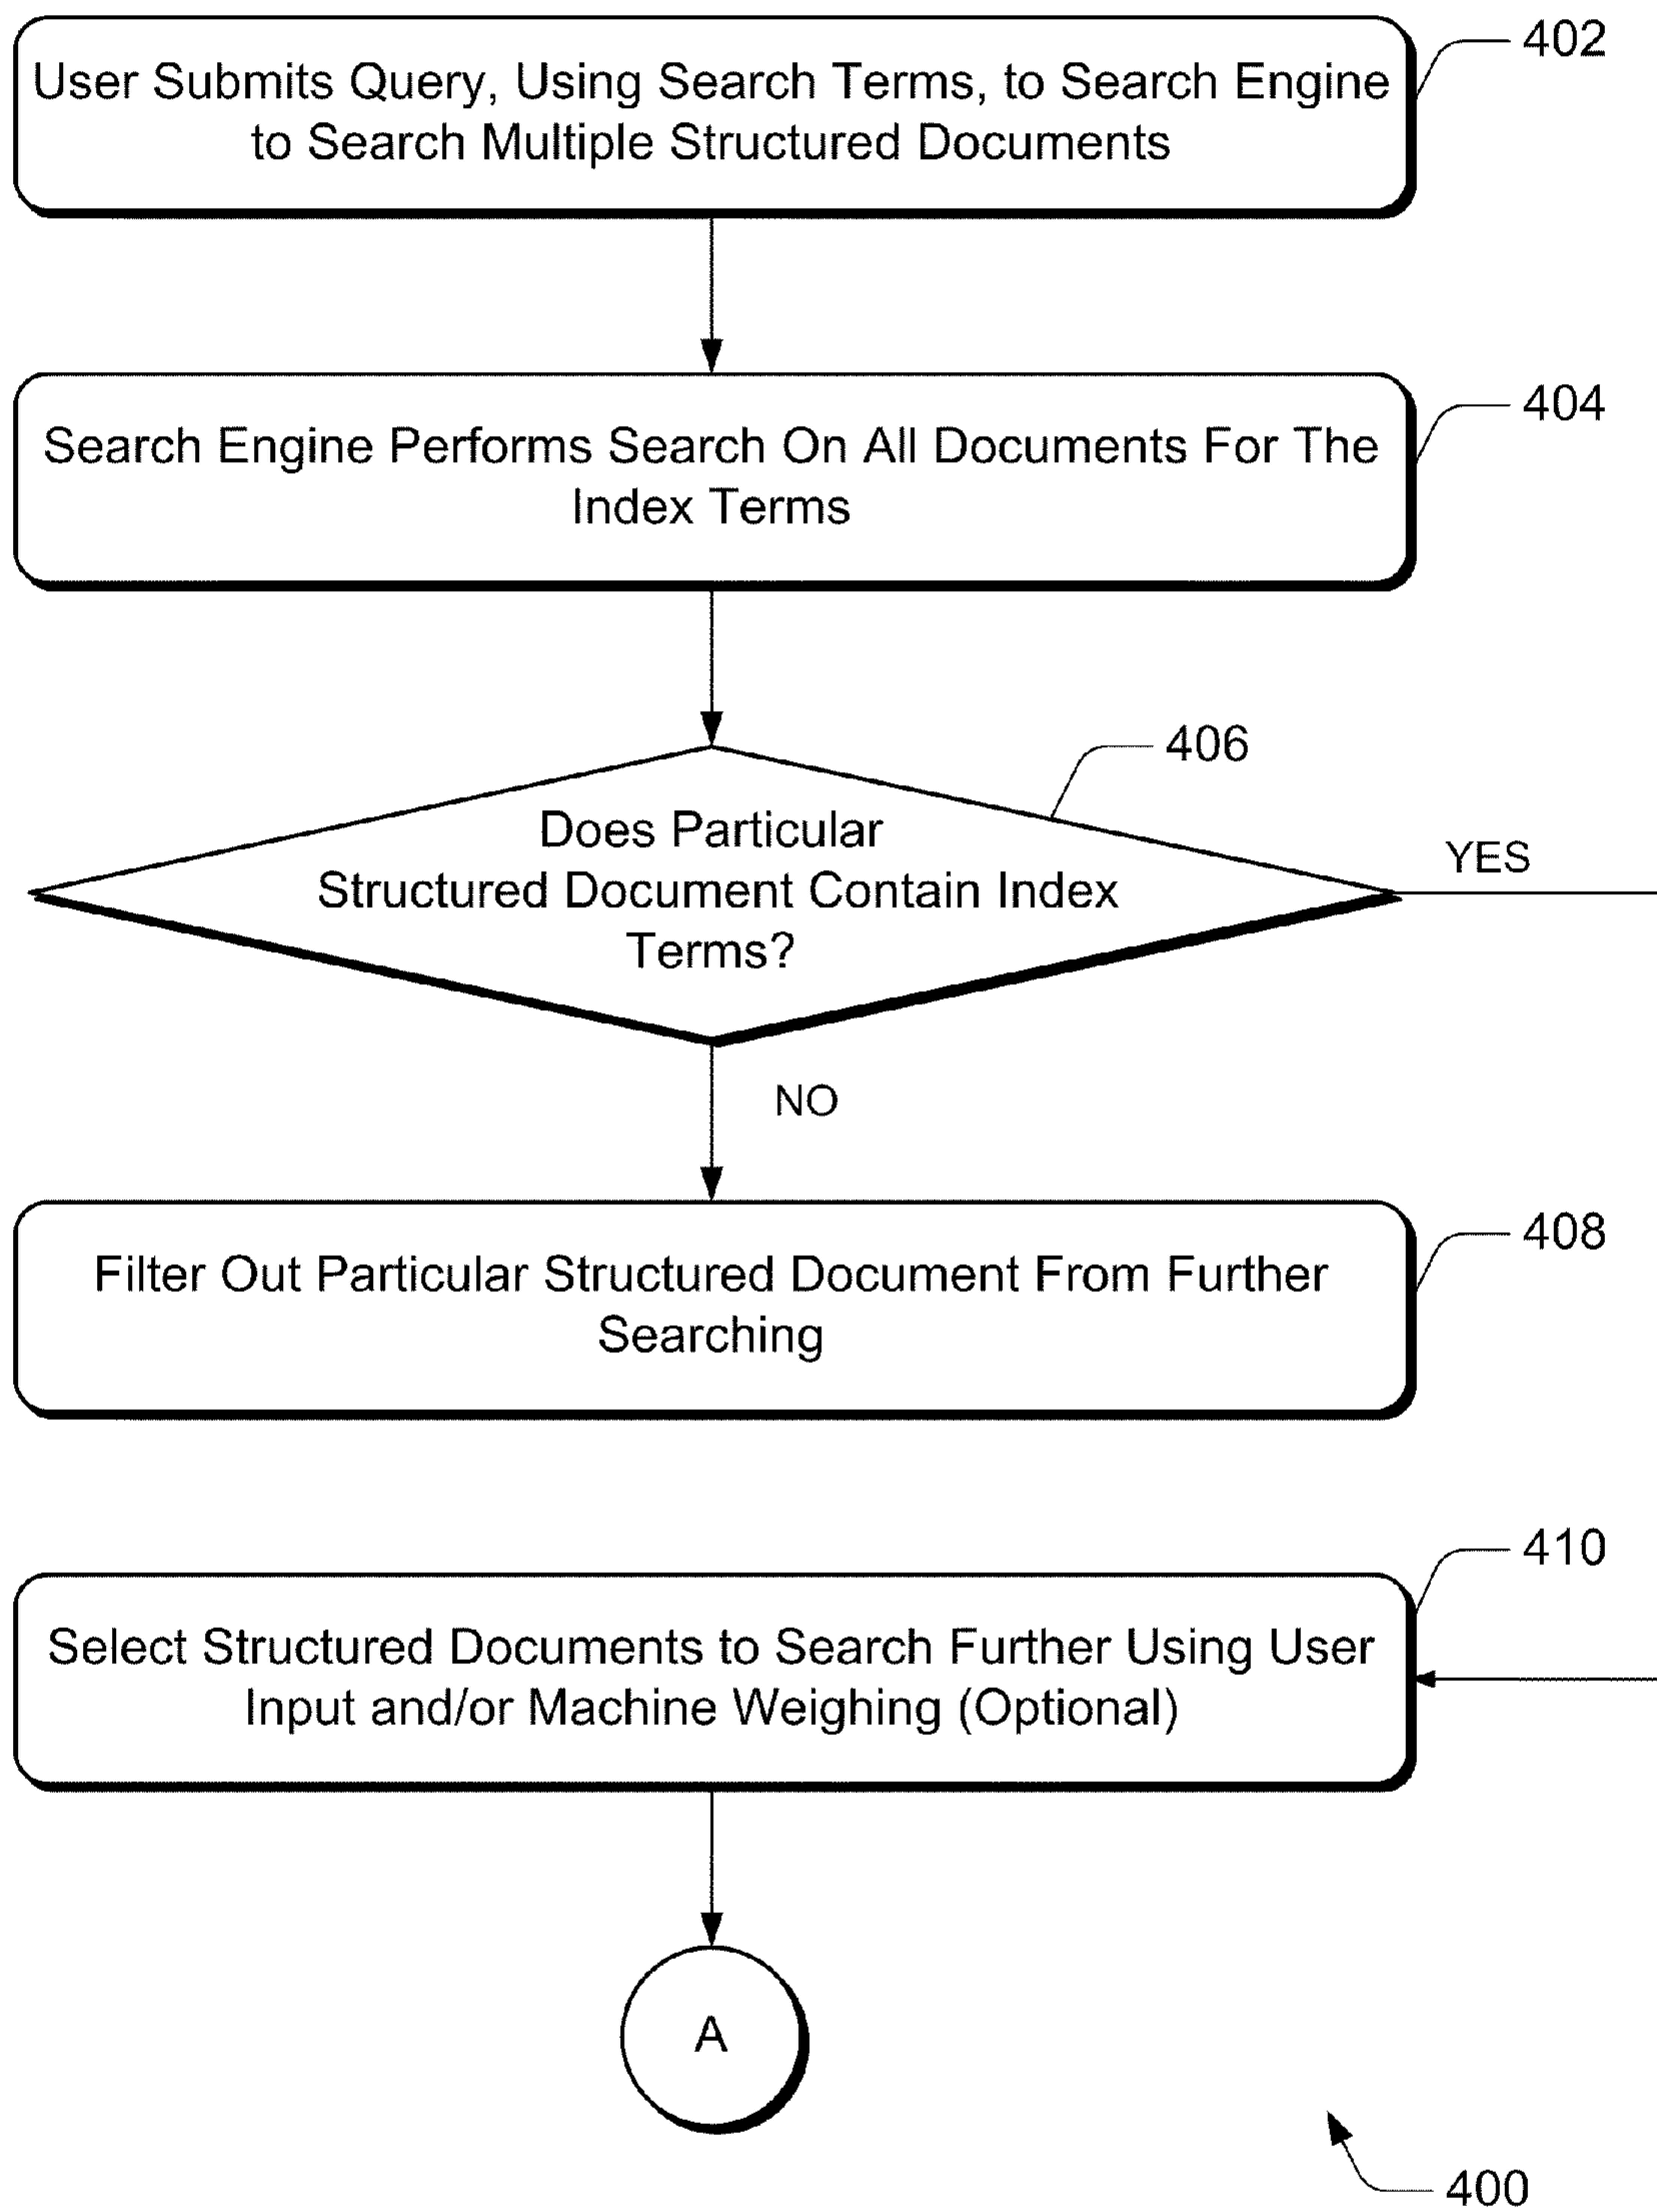 402
User Submits Query, Using Search Terms, to Search Engine
to Search Multiple Structured Documents
404
Search Engine Performs Search On All Documents For The
Index Terms
406
Does Particular
Structured Document Contain Index
Terms?
YES
NO
408
Filter Out Particular Structured Document From Further
Searching
410
Select Structured Documents to Search Further Using User
Input and/or Machine Weighing (Optional)
A
400